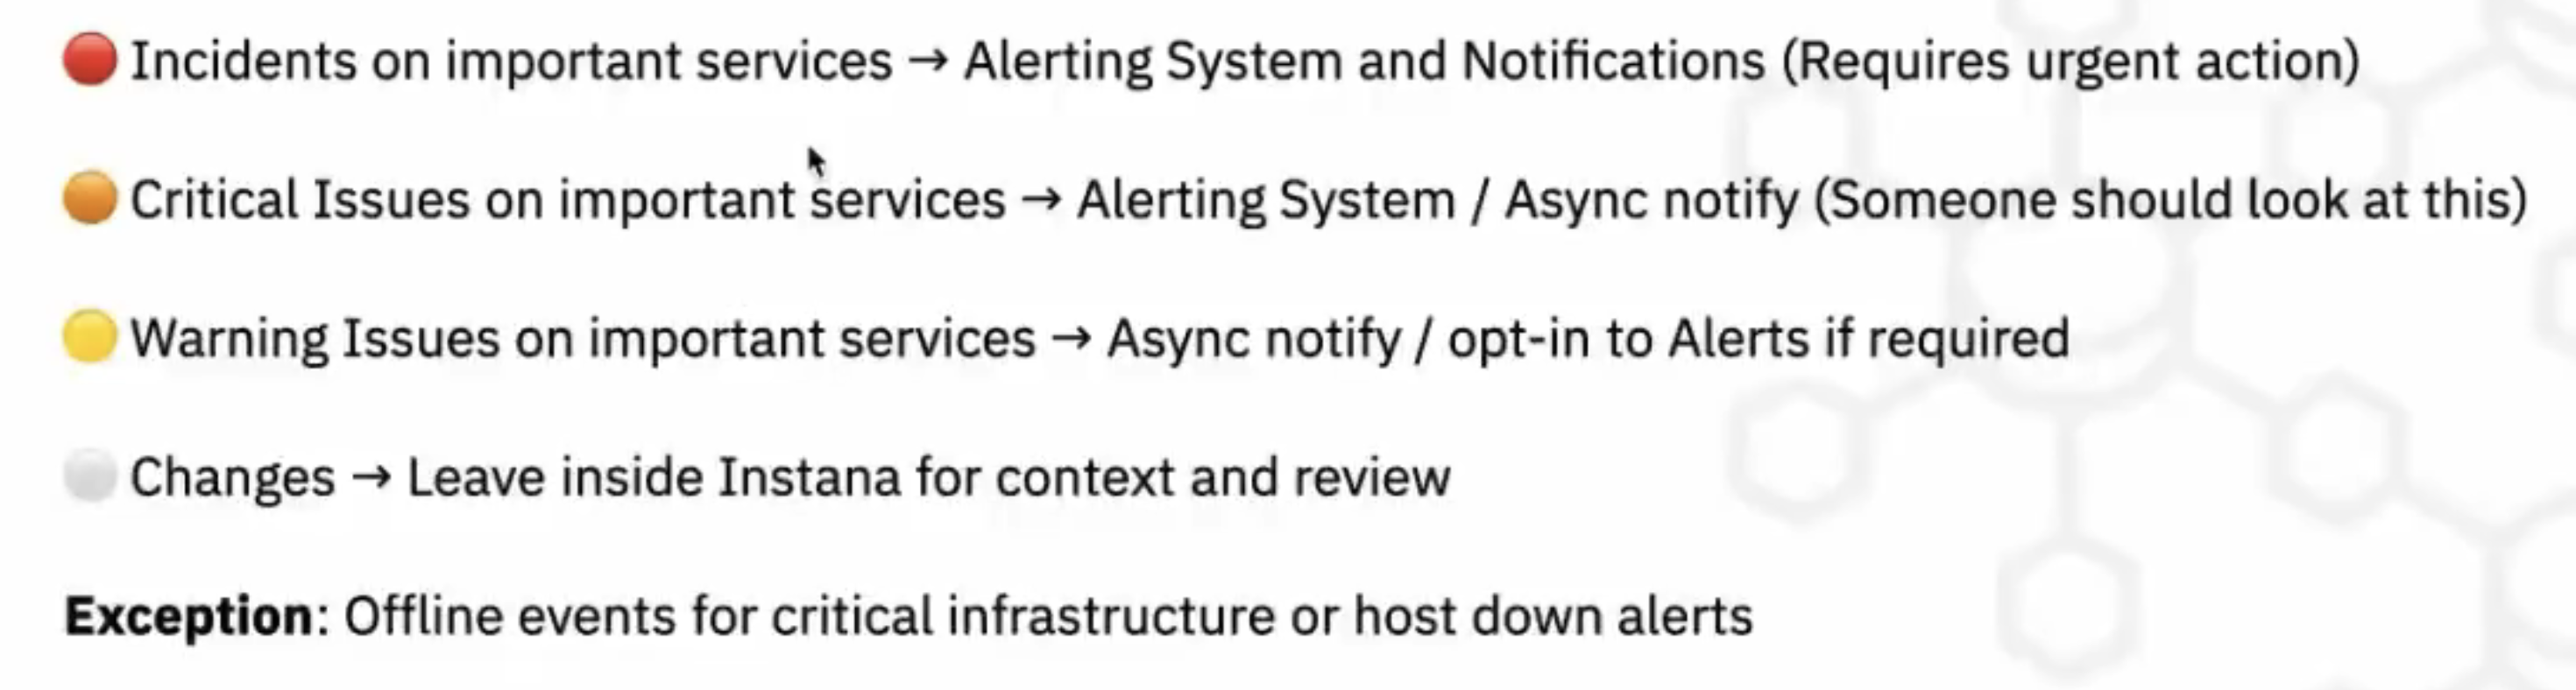 Incidents on important services → Alerting System and Notifications (Requires urgent action)
Critical Issues on important services → Alerting System / Async notify (Someone should look at this)
Warning Issues on important services → Async notify / opt-in to Alerts if required
Changes → Leave inside Instana for context and review
Exception: Offline events for critical infrastructure or host down alerts